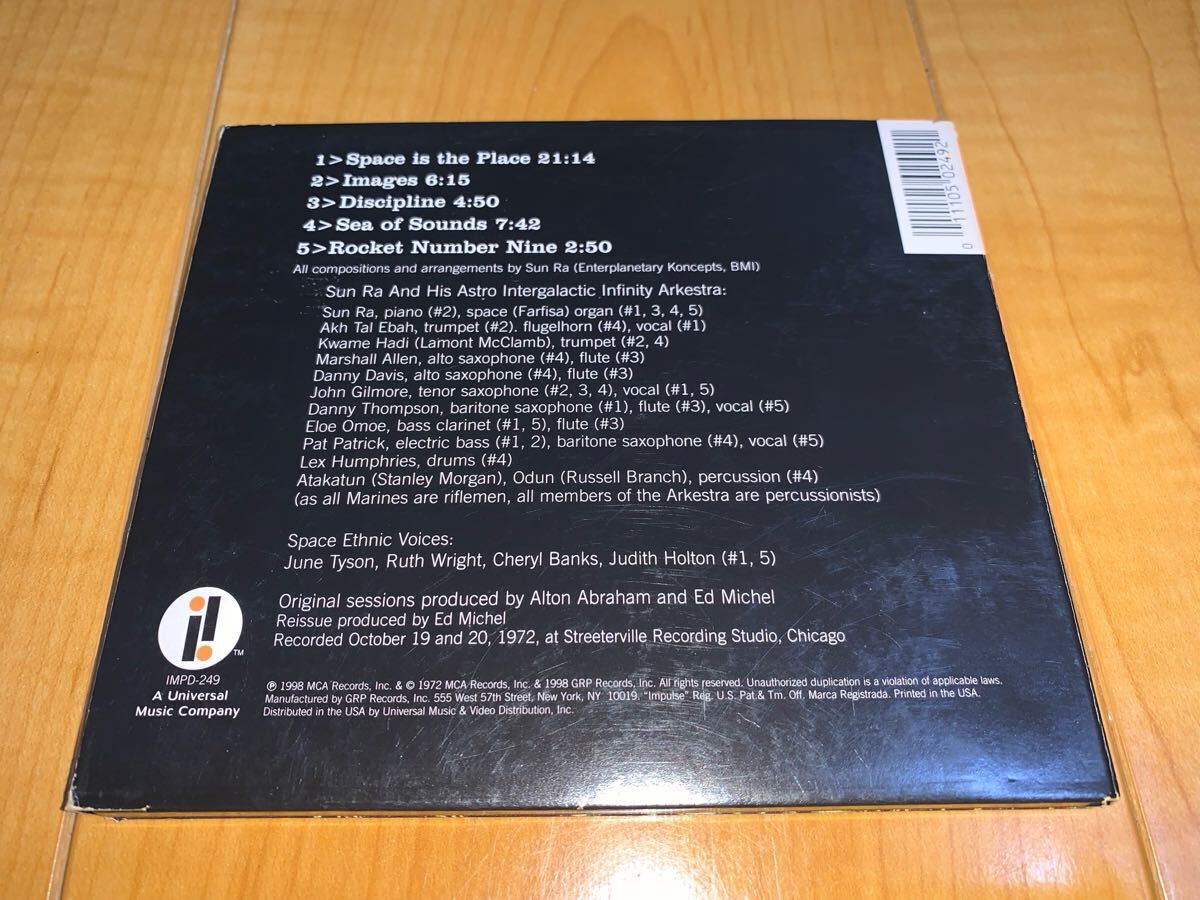 1>Space is the Place 21:14
2>Images 6:15
3>Discipline 4:50
4>Sea of Sounds 7:42
5>Rocket Number Nine 2:50
All compositions and arrangements by Sun Ra (Enterplanetary Koncepts, BMI)
Sun Ra And His Astro Intergalactic Infinity Arkestra:
Sun Ra, piano (#2), space (Farfisa) organ (#1, 3, 4, 5)
Akh Tal Ebah, trumpet (#2). flugelhorn (#4), vocal (#1)
Kwame Hadi (Lamont McClamb), trumpet (#2, 4)
Marshall Allen, alto saxophone (#4), flute (#3)
Danny Davis, alto saxophone (#4), flute (#3)
John Gilmore, tenor saxophone (#2, 3, 4), vocal (#1, 5)
Danny Thompson, baritone saxophone (#1), flute (#3), vocal (#5)
Eloe Omoe, bass clarinet (#1, 5), flute (#3)
Pat Patrick, electric bass (#1, 2), baritone saxophone (#4), vocal (#5)
Lex Humphries, drums (#4)
Atakatun (Stanley Morgan), Odun (Russell Branch), percussion (#4)
(as all Marines are riflemen, all members of the Arkestra are percussionists)
Space Ethnic Voices:
June Tyson, Ruth Wright, Cheryl Banks, Judith Holton (#1, 5)
Original sessions produced by Alton Abraham and Ed Michel
Reissue produced by Ed Michel
Recorded October 19 and 20, 1972, at Streeterville Recording Studio, Chicago
℗ 1998 MCA Records, Inc. & © 1972 MCA Records, Inc. & 1998 GRP Records, Inc. All rights reserved. Unauthorized duplication is a violation of applicable laws.
Manufactured by GRP Records, Inc. 555 West 57th Street, New York, NY 10019. "Impulse" Reg. U.S. Pat & Tm. Off. Marca Registrada. Printed in the USA.
Distributed in the USA by Universal Music & Video Distribution, Inc.
i!
TM
IMPD-249
A Universal
Music Company
0 11105 02492